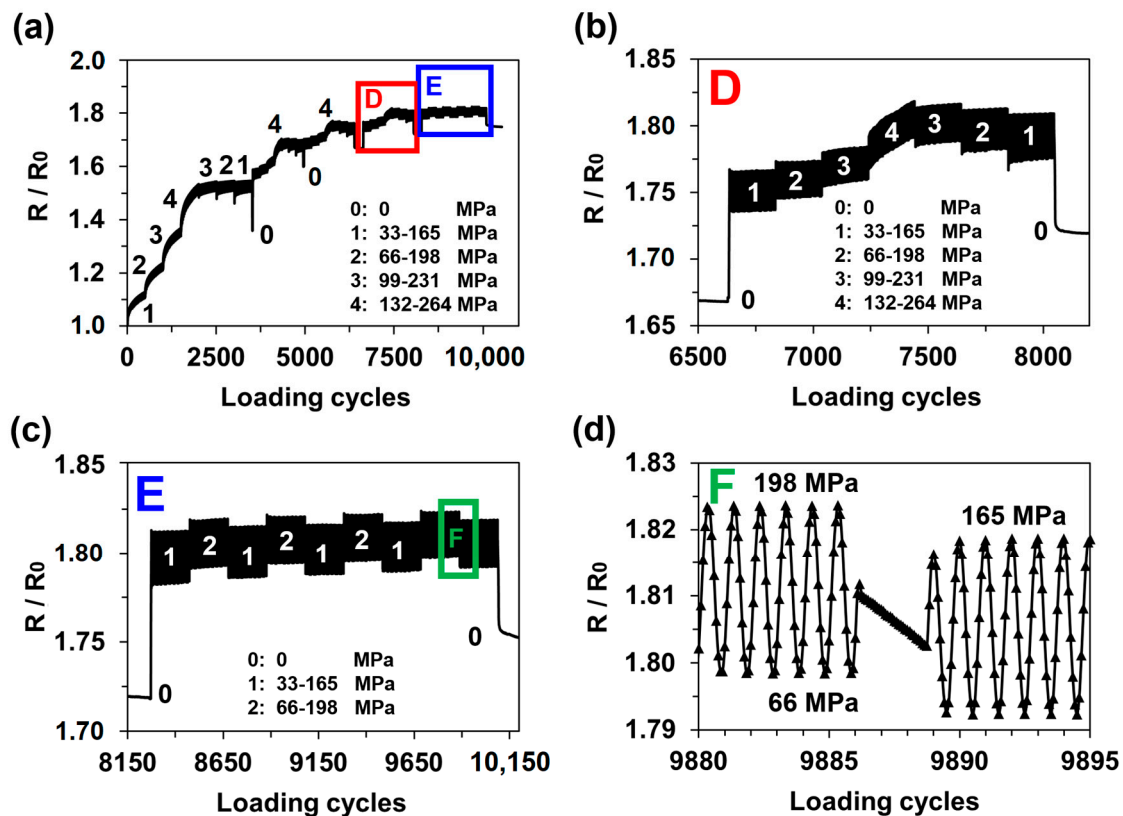 (a)
R / R0
2.0
1.8
1.6
1.4
1.2
1.0
0
2500
5000
7500
10,000
Loading cycles
1
2
3
4
3 2 1
0
4
0
4
D
E
0: 0 MPa
1: 33-165 MPa
2: 66-198 MPa
3: 99-231 MPa
4: 132-264 MPa
(b)
D
R / R0
1.85
1.80
1.75
1.70
1.65
6500
7000
7500
8000
Loading cycles
0
1
2
3
4
3
2
1
0
0: 0 MPa
1: 33-165 MPa
2: 66-198 MPa
3: 99-231 MPa
4: 132-264 MPa
(c)
E
R / R0
1.85
1.80
1.75
1.70
8150
8650
9150
9650
10,150
Loading cycles
0
1
2
1
2
1
2
1
F
0
0: 0 MPa
1: 33-165 MPa
2: 66-198 MPa
(d)
F
R / R0
1.83
1.82
1.81
1.80
1.79
9880
9885
9890
9895
Loading cycles
198 MPa
165 MPa
66 MPa